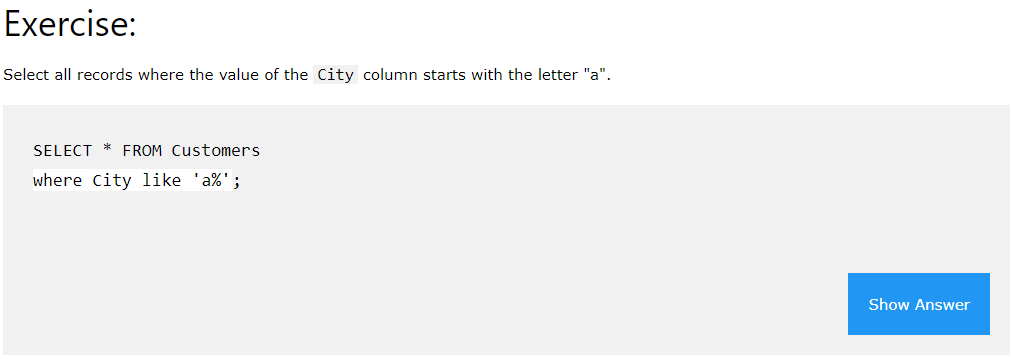 Exercise:
Select all records where the value of the City column starts with the letter "a".
SELECT * FROM Customers
where City like 'a%';
Show Answer